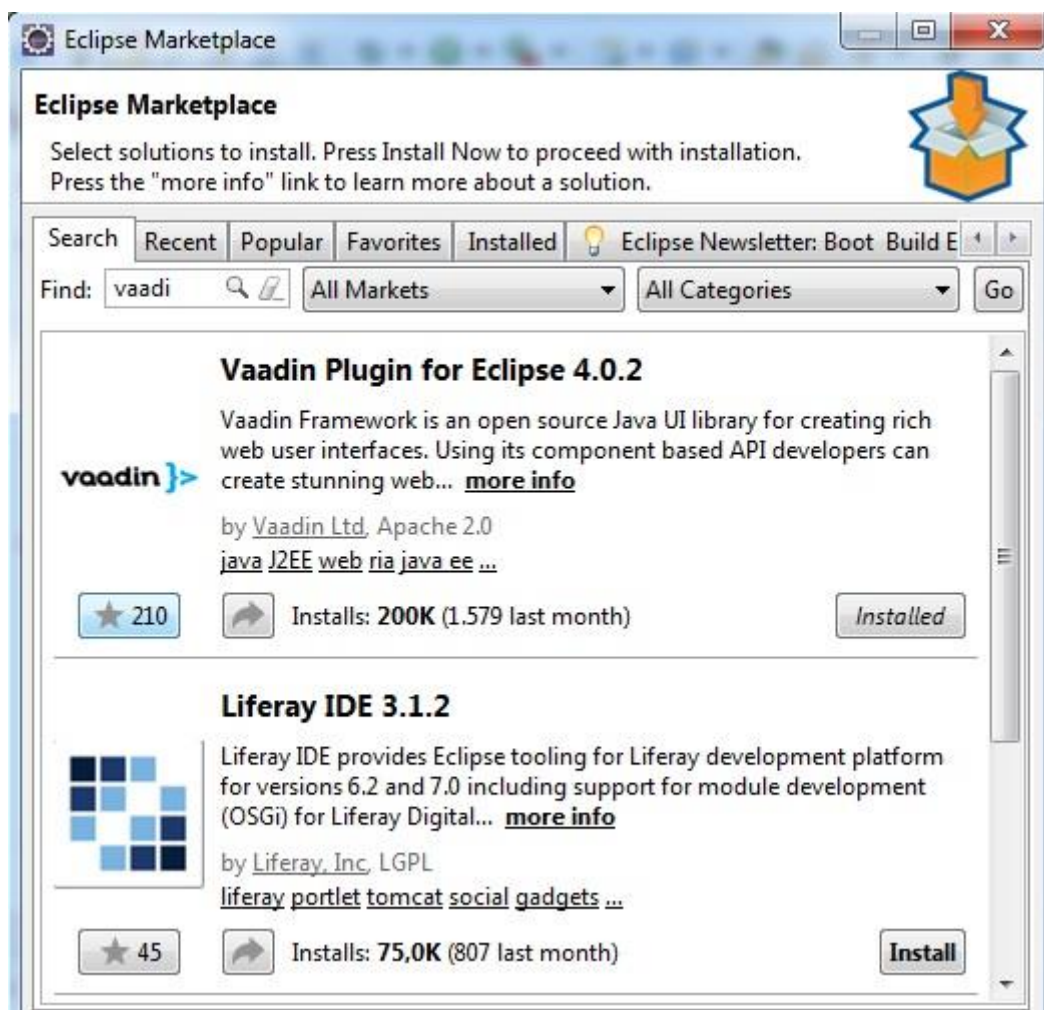 Eclipse Marketplace
Eclipse Marketplace
Select solutions to install. Press Install Now to proceed with installation.
Press the "more info" link to learn more about a solution.
Search Recent Popular Favorites Installed Eclipse Newsletter: Boot Build E
Find: vaadi All Markets All Categories Go
Vaadin Plugin for Eclipse 4.0.2
Vaadin Framework is an open source Java UI library for creating rich
web user interfaces. Using its component based API developers can
vaadin }> create stunning web... more info
by Vaadin Ltd, Apache 2.0
java J2EE web ria java ee ...
210 Installs: 200K (1.579 last month) Installed
Liferay IDE 3.1.2
Liferay IDE provides Eclipse tooling for Liferay development platform
for versions 6.2 and 7.0 including support for module development
(OSGi) for Liferay Digital... more info
by Liferay, Inc, LGPL
liferay portlet tomcat social gadgets ...
45 Installs: 75,0K (807 last month) Install